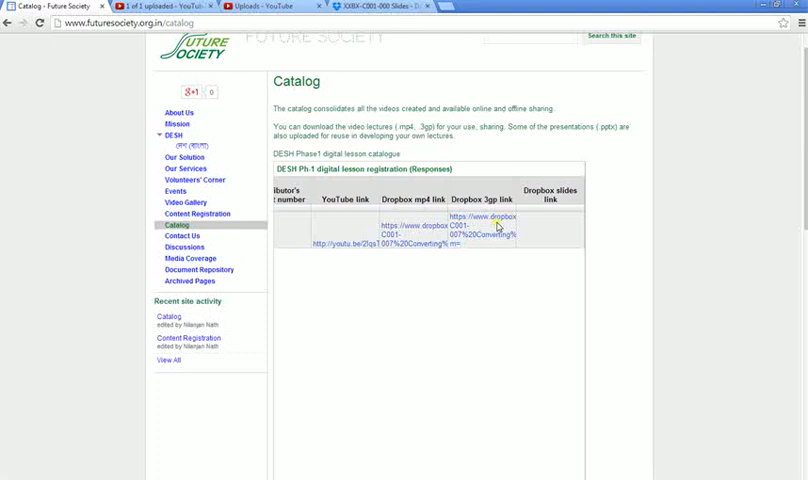 Catalog - Future Society
1 of 1 uploaded - YouTu
Uploads - YouTube
XXBX-C001-000 Slides - D
www.futuresociety.org.in/catalog
FUTURE SOCIETY
FUTURE SOCIETY
Search this site
g+1 0
About Us
Mission
DESH
দেশ (বাংলা)
Our Solution
Our Services
Volunteers' Corner
Events
Video Gallery
Content Registration
Catalog
Contact Us
Discussions
Media Coverage
Document Repository
Archived Pages
Recent site activity
Catalog
edited by Nilanjan Nath
Content Registration
edited by Nilanjan Nath
View All
Catalog
The catalog consolidates all the videos created and available online and offline sharing.
You can download the video lectures (.mp4, .3gp) for your use, sharing. Some of the presentations (.pptx) are
also uploaded for reuse in developing your own lectures.
DESH Phase1 digital lesson catalogue
DESH Ph-1 digital lesson registration (Responses)
ibutor's
t number
YouTube link
Dropbox mp4 link
Dropbox 3gp link
Dropbox slides
link
http://youtu.be/2lqs1
https://www.dropbox
C001-
007%20Converting%
https://www.dropbox
C001-
007%20Converting%
m=